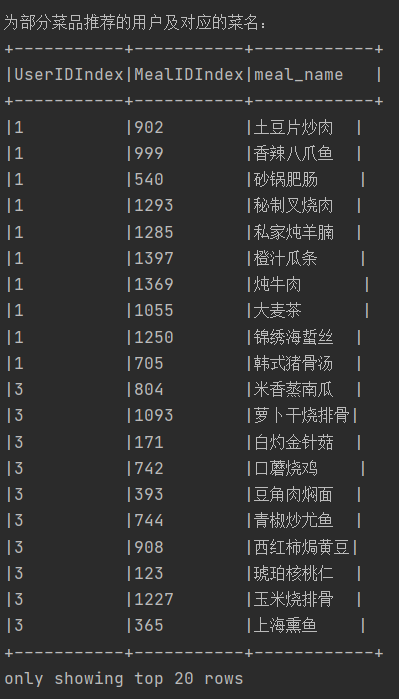 为部分菜品推荐的用户及对应的菜名：
+-----------+-----------+------------+
|UserIDIndex|MealIDIndex|meal_name   |
+-----------+-----------+------------+
|1          |902        |土豆片炒肉  |
|1          |999        |香辣八爪鱼  |
|1          |540        |砂锅肥肠   |
|1          |1293       |秘制叉烧肉  |
|1          |1285       |私家炖羊腩  |
|1          |1397       |橙汁瓜条   |
|1          |1369       |炖牛肉    |
|1          |1055       |大麦茶    |
|1          |1250       |锦绣海蜇丝  |
|1          |705        |韩式猪骨汤  |
|3          |804        |米香蒸南瓜  |
|3          |1093       |萝卜干烧排骨|
|3          |171        |白灼金针菇  |
|3          |742        |口蘑烧鸡   |
|3          |393        |豆角肉焖面  |
|3          |744        |青椒炒尤鱼  |
|3          |908        |西红柿焗黄豆|
|3          |123        |琥珀核桃仁  |
|3          |1227       |玉米烧排骨  |
|3          |365        |上海熏鱼   |
+-----------+-----------+------------+
only showing top 20 rows